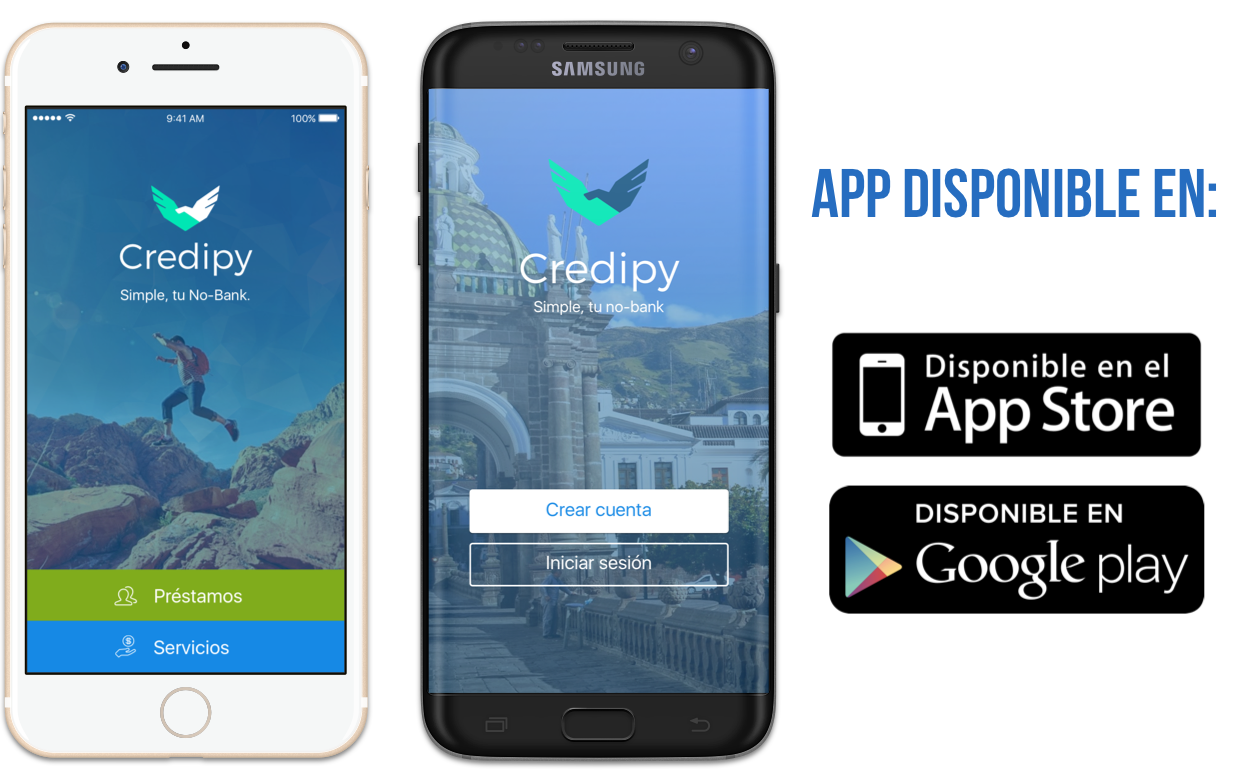 9:41 AM
100%
Credipy
Simple, tu No-Bank.
Préstamos
Servicios
SAMSUNG
Credipy
Simple, tu no-bank
Crear cuenta
Iniciar sesión
APP DISPONIBLE EN:
Disponible en el
App Store
DISPONIBLE EN
Google play